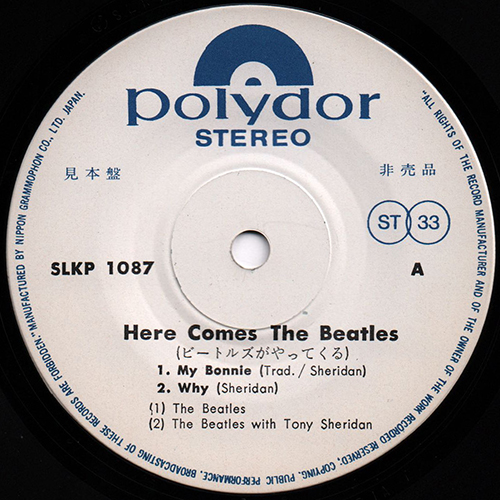 polydor
STEREO
見本盤
非売品
ST 33
SLKP 1087
A
Here Comes The Beatles
(ビートルズがやってくる)
1. My Bonnie (Trad. / Sheridan)
2. Why (Sheridan)
(1) The Beatles
(2) The Beatles with Tony Sheridan
"ALL RIGHTS OF THE RECORD MANUFACTURER AND OF THE OWNER OF THE WORK RECORDED RESERVED; COPYING. PUBLIC PERFORMANCE. BROADCASTING OF THESE RECORDS ARE FORBIDDEN." MANUFACTURED BY NIPPON GRAMMOPHON CO., LTD. JAPAN.